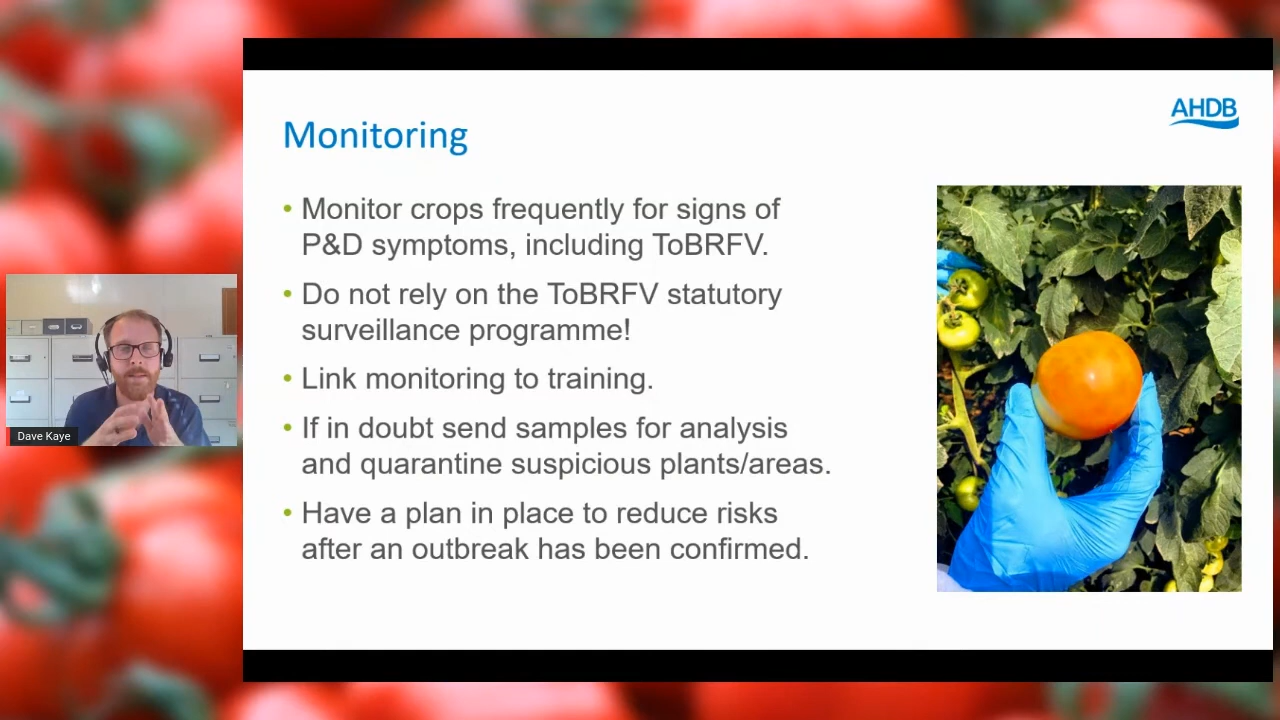 AHDB
Monitoring
• Monitor crops frequently for signs of
P&D symptoms, including ToBRFV.
• Do not rely on the ToBRFV statutory
surveillance programme!
• Link monitoring to training.
• If in doubt send samples for analysis
and quarantine suspicious plants/areas.
• Have a plan in place to reduce risks
after an outbreak has been confirmed.
Dave Kaye